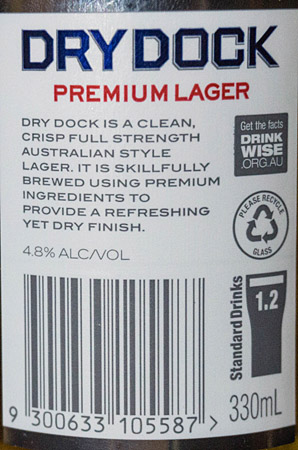 DRY DOCK
PREMIUM LAGER
DRY DOCK IS A CLEAN,
CRISP FULL STRENGTH
AUSTRALIAN STYLE
LAGER. IT IS SKILLFULLY
BREWED USING PREMIUM
INGREDIENTS TO
PROVIDE A REFRESHING
YET DRY FINISH.
4.8% ALC/VOL
Get the facts
DRINK
WISE
.ORG.AU
PLEASE RECYCLE
GLASS
Standard Drinks
1.2
9 300633 105587 >
330mL